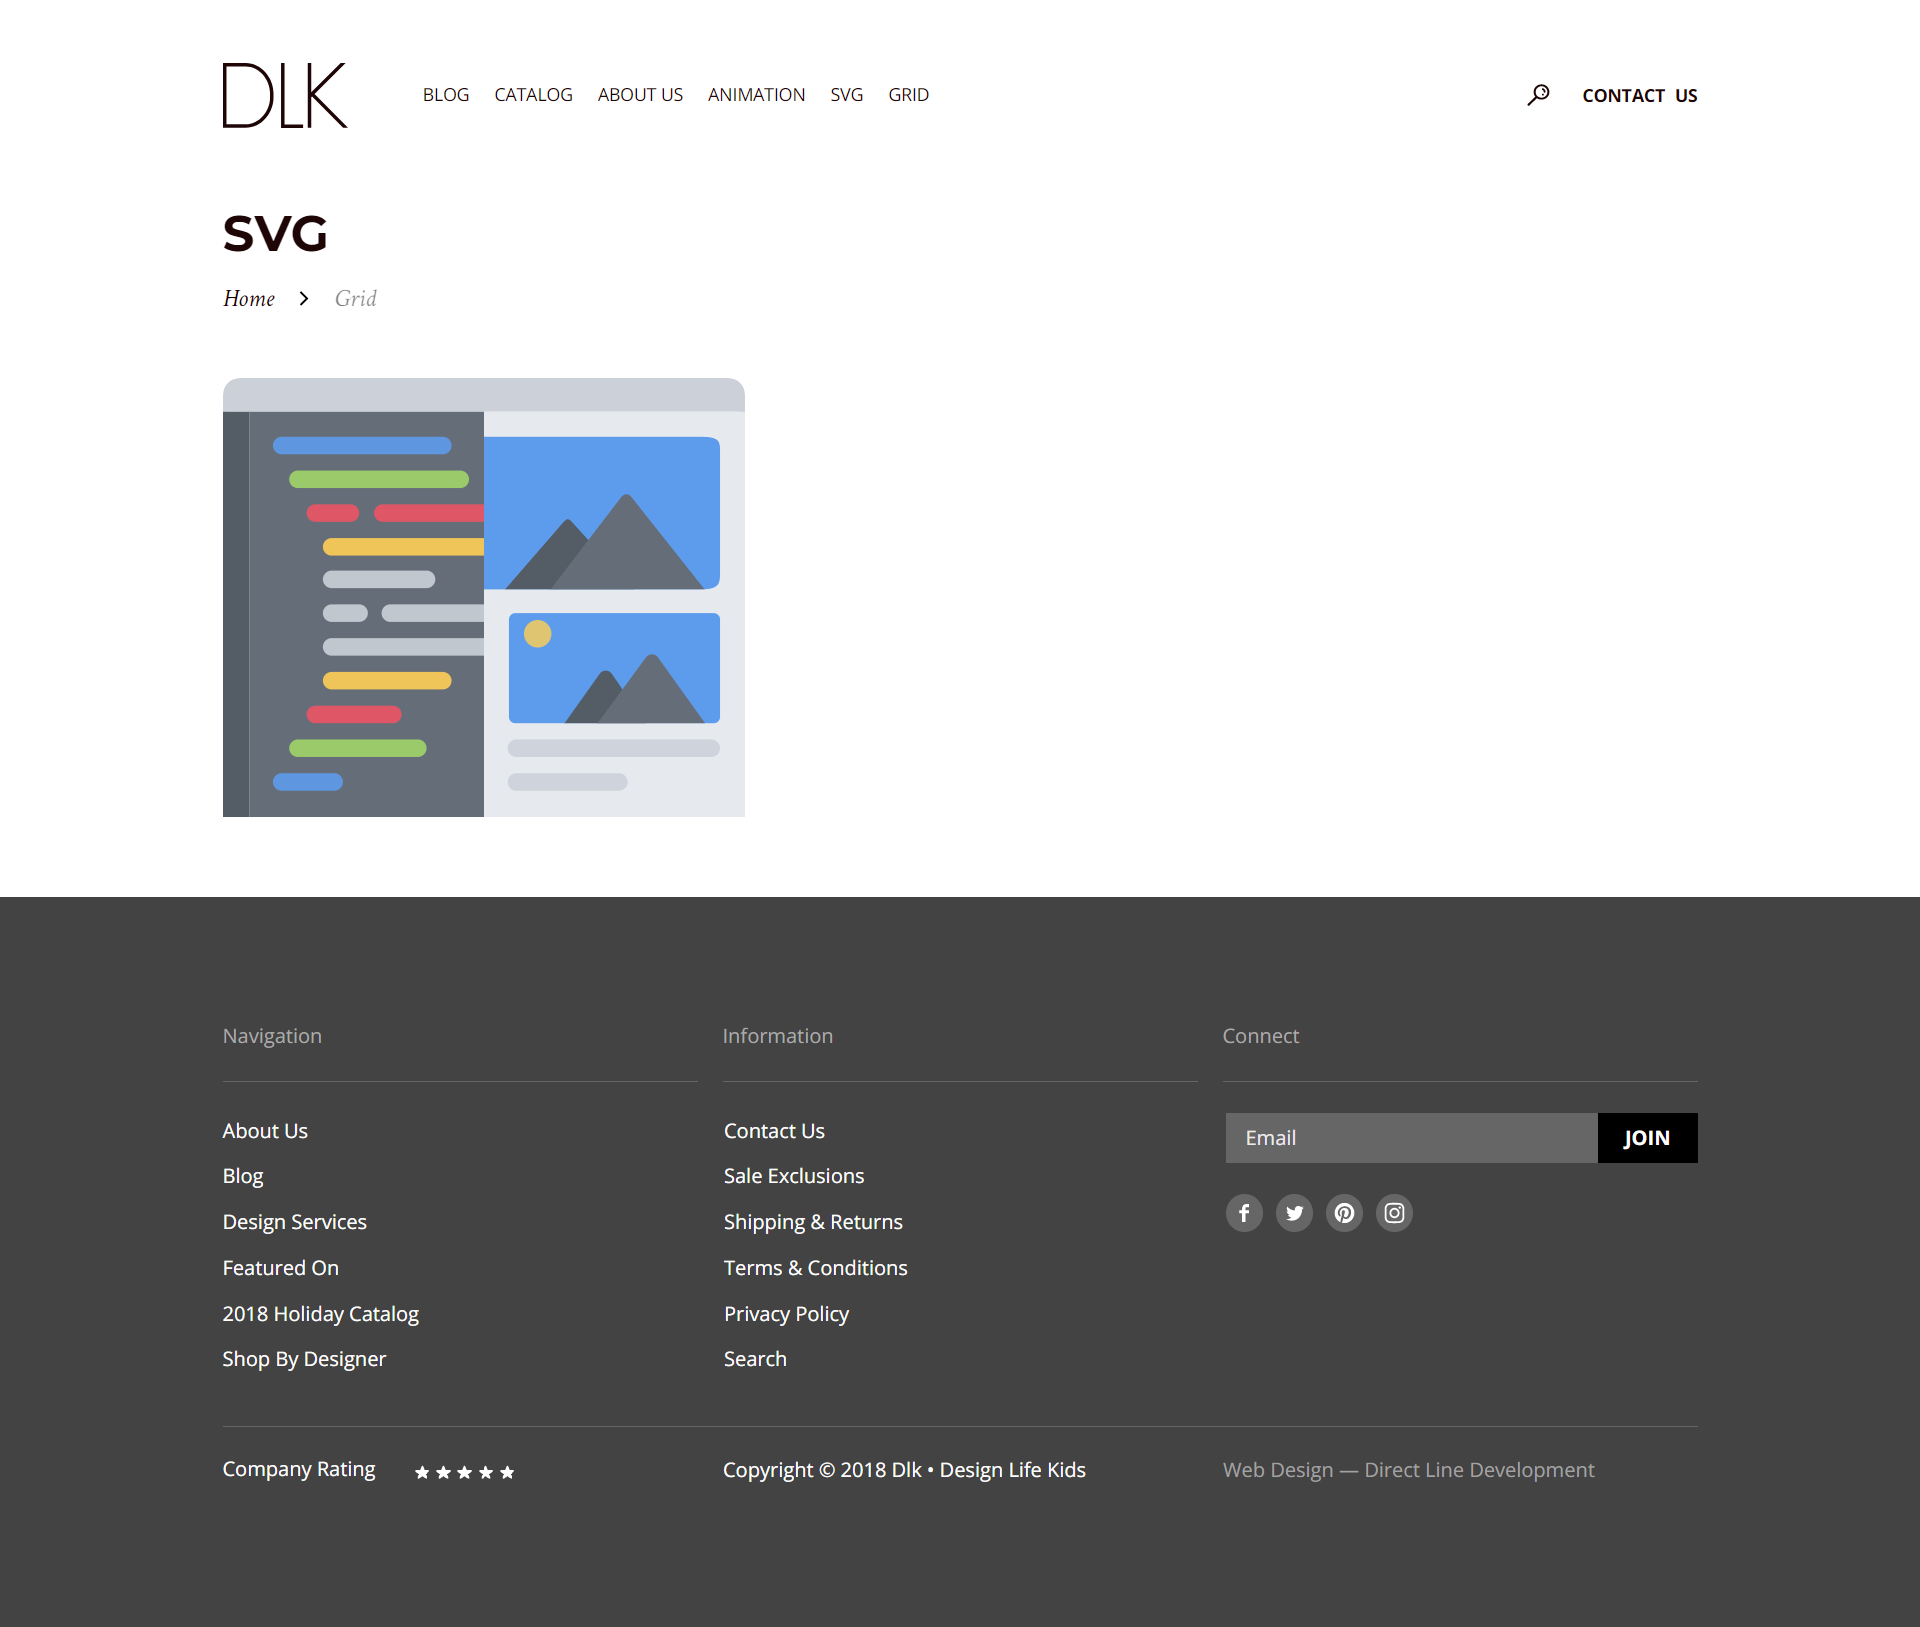 DLK
BLOG CATALOG ABOUT US ANIMATION SVG GRID
CONTACT US
SVG
Home
Grid
Navigation
About Us
Blog
Design Services
Featured On
2018 Holiday Catalog
Shop By Designer
Information
Contact Us
Sale Exclusions
Shipping & Returns
Terms & Conditions
Privacy Policy
Search
Connect
Email
JOIN
Company Rating
Copyright © 2018 Dlk • Design Life Kids
Web Design — Direct Line Development